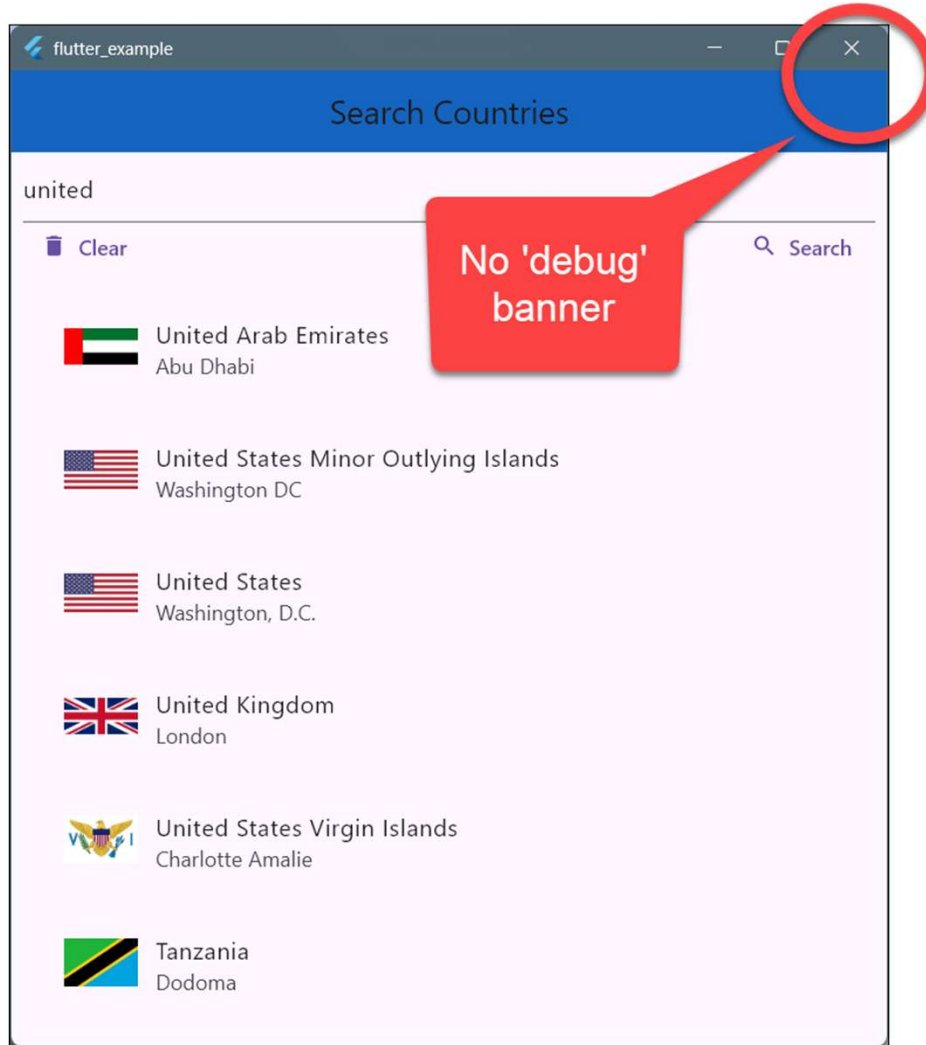 flutter_example
Search Countries
united
Clear
Search
No 'debug'
banner
United Arab Emirates
Abu Dhabi
United States Minor Outlying Islands
Washington DC
United States
Washington, D.C.
United Kingdom
London
V I
United States Virgin Islands
Charlotte Amalie
Tanzania
Dodoma